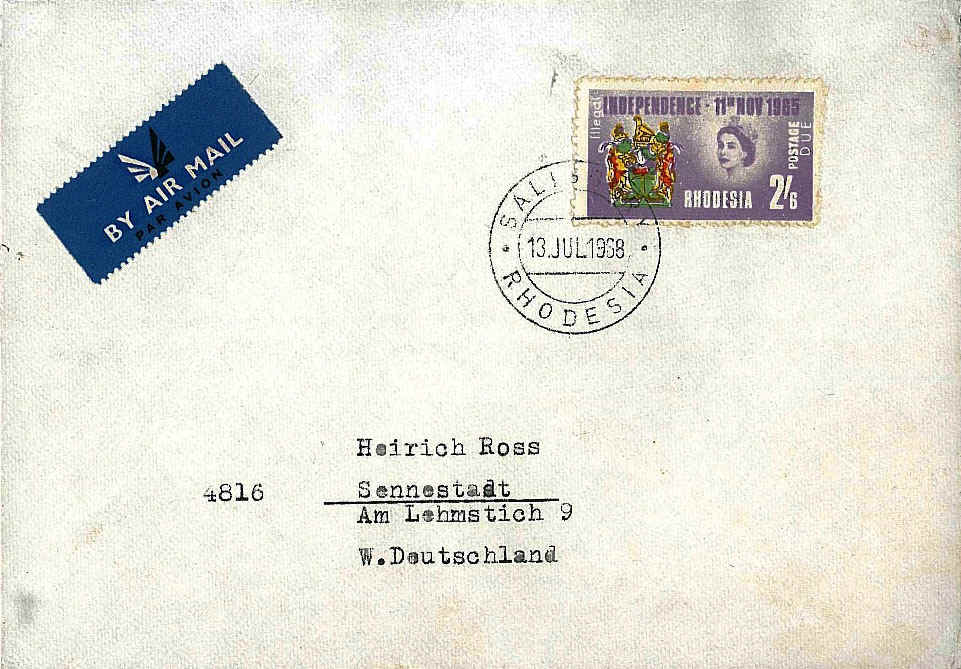 BY AIR MAIL
PAR AVION
Illegal INDEPENDENCE - 11TH NOV 1965
POSTAGE DUE
RHODESIA 2/6
SALISBURY
13.JUL.1968
RHODESIA
Heirich Ross
4816 Sennestadt
Am Lehmstich 9
W.Deutschland